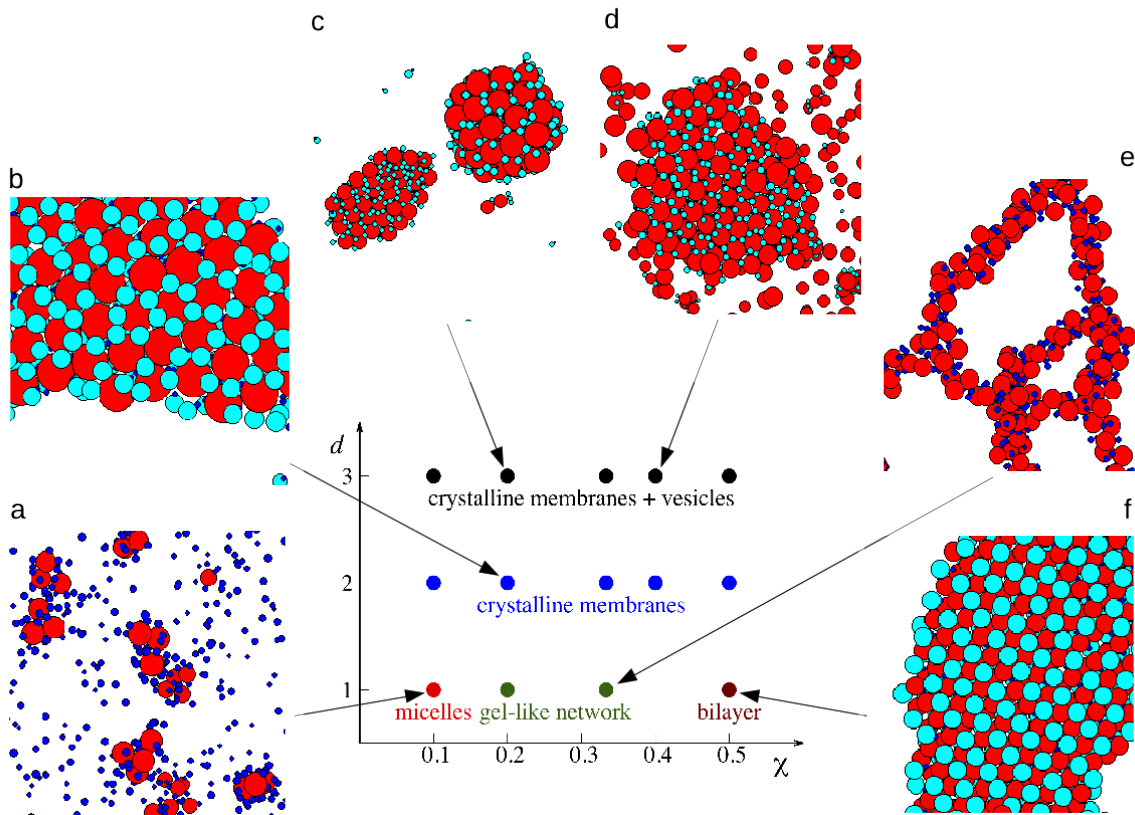 c
d
b
e
a
f
d
3
crystalline membranes + vesicles
2
crystalline membranes
1
micelles gel-like network bilayer
0.1 0.2 0.3 0.4 0.5
χ